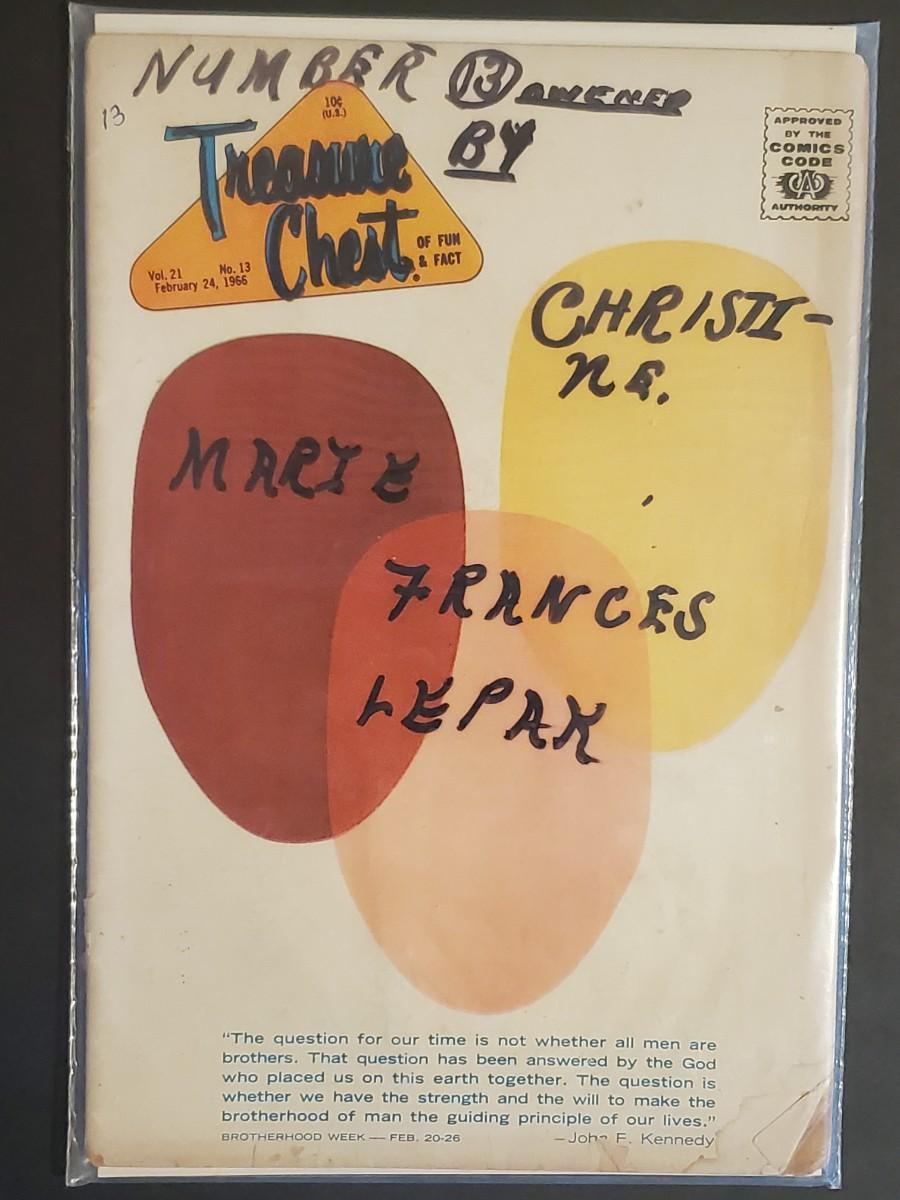 NUMBER 13 OWENED
13
BY
10¢
(U.S.)
Treasure
Chest
OF FUN
& FACT
Vol. 21 No. 13
February 24, 1966
APPROVED
BY THE
COMICS
CODE
CA
AUTHORITY
CHRISTI-
NE.
MARIE
FRANCES
LEPAK
“The question for our time is not whether all men are
brothers. That question has been answered by the God
who placed us on this earth together. The question is
whether we have the strength and the will to make the
brotherhood of man the guiding principle of our lives.”
BROTHERHOOD WEEK — FEB. 20-26 —John F. Kennedy